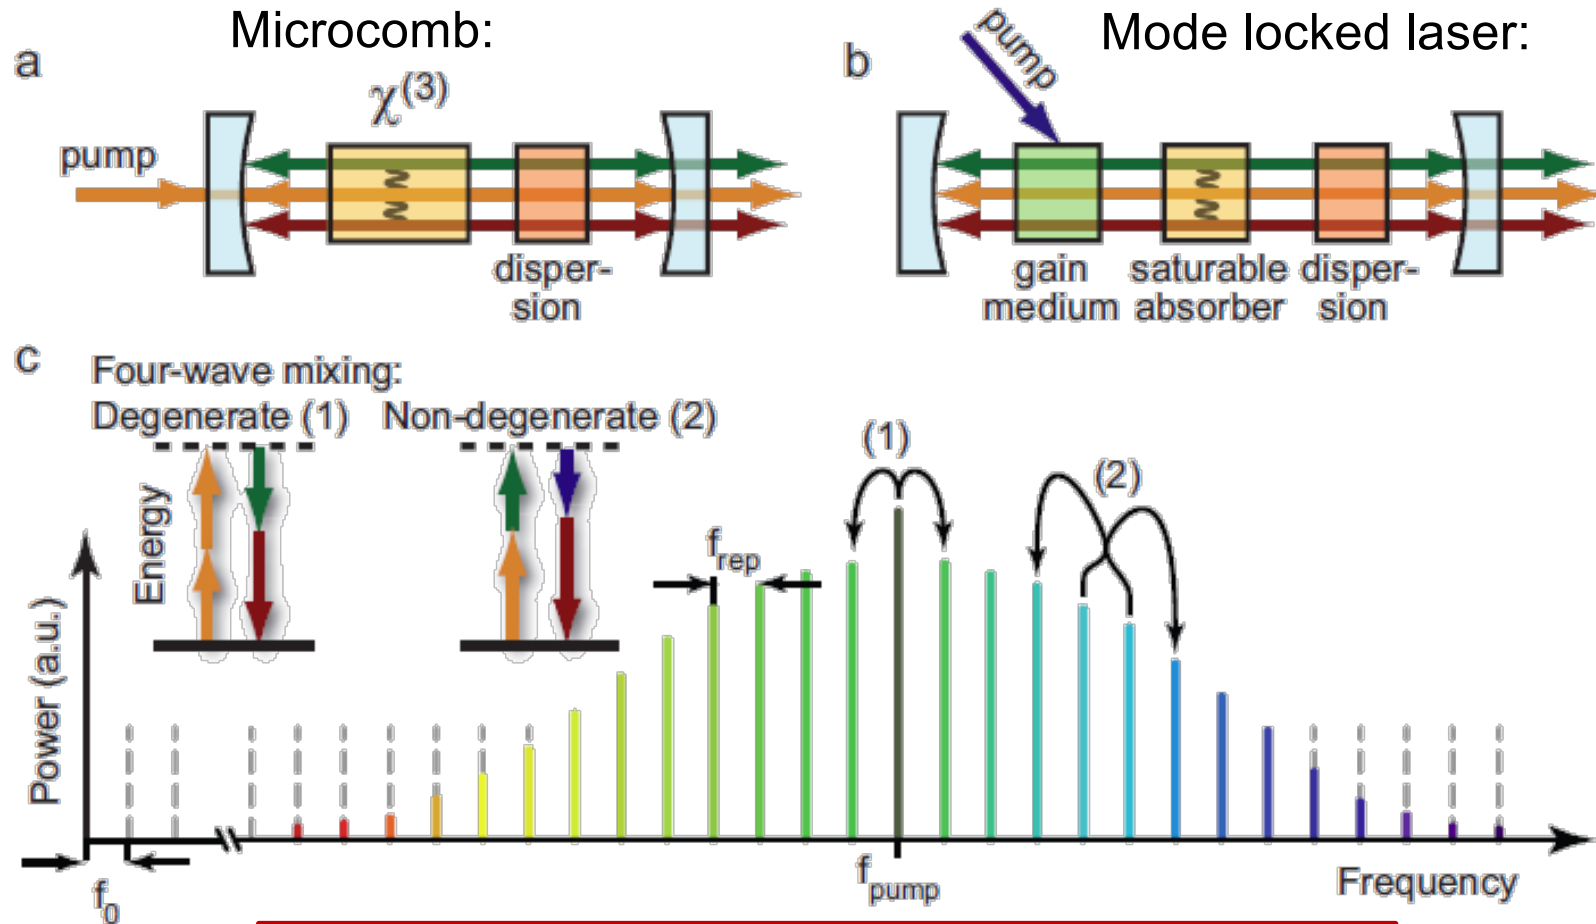 Microcomb:
Mode locked laser:
a
b
pump
χ(3)
disper-
sion
pump
gain
medium
saturable
absorber
disper-
sion
c
Four-wave mixing:
Degenerate (1)
Non-degenerate (2)
Energy
(1)
(2)
frep
Power (a.u.)
f0
fpump
Frequency